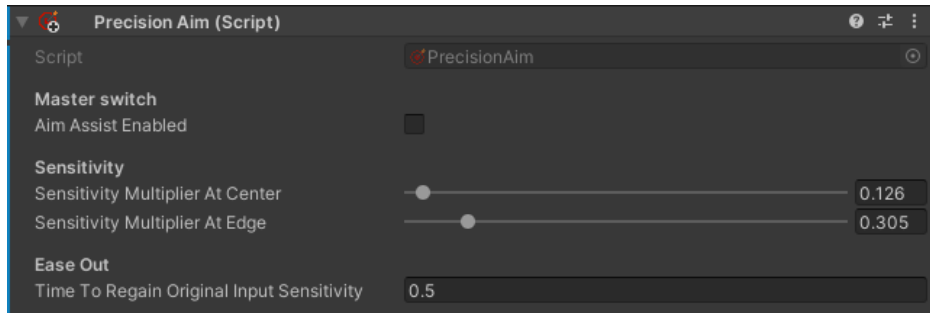 Precision Aim (Script)
Script PrecisionAim
Master switch
Aim Assist Enabled
Sensitivity
Sensitivity Multiplier At Center 0.126
Sensitivity Multiplier At Edge 0.305
Ease Out
Time To Regain Original Input Sensitivity 0.5